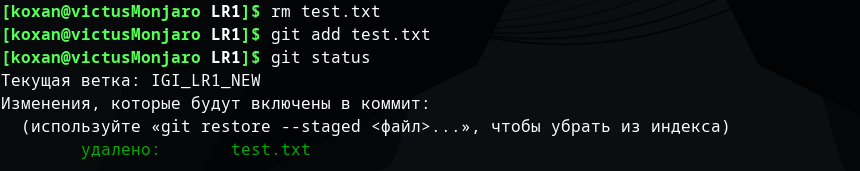 [koxan@victusMonjaro LR1]$ rm test.txt
[koxan@victusMonjaro LR1]$ git add test.txt
[koxan@victusMonjaro LR1]$ git status
Текущая ветка: IGI_LR1_NEW
Изменения, которые будут включены в коммит:
  (используйте «git restore --staged <файл>...», чтобы убрать из индекса)
        удалено:       test.txt